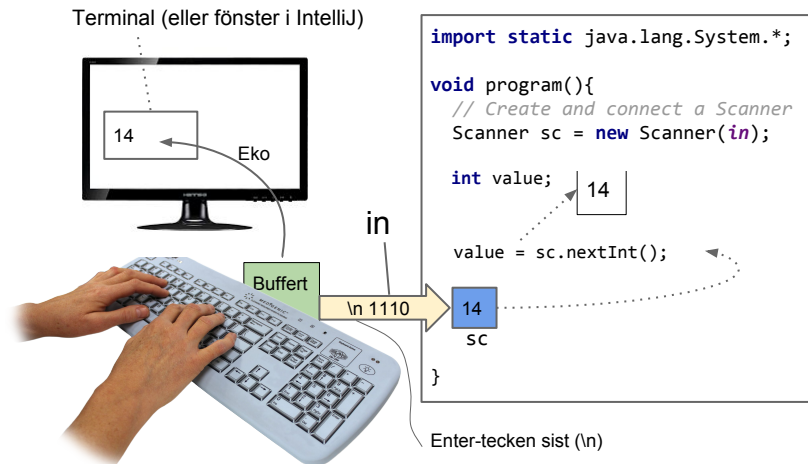 Terminal (eller fönster i IntelliJ)
14
Eko
Buffert
in
\n 1110
import static java.lang.System.*;
void program(){
// Create and connect a Scanner
Scanner sc = new Scanner(in);
int value;
14
value = sc.nextInt();
14
sc
}
Enter-tecken sist (\n)